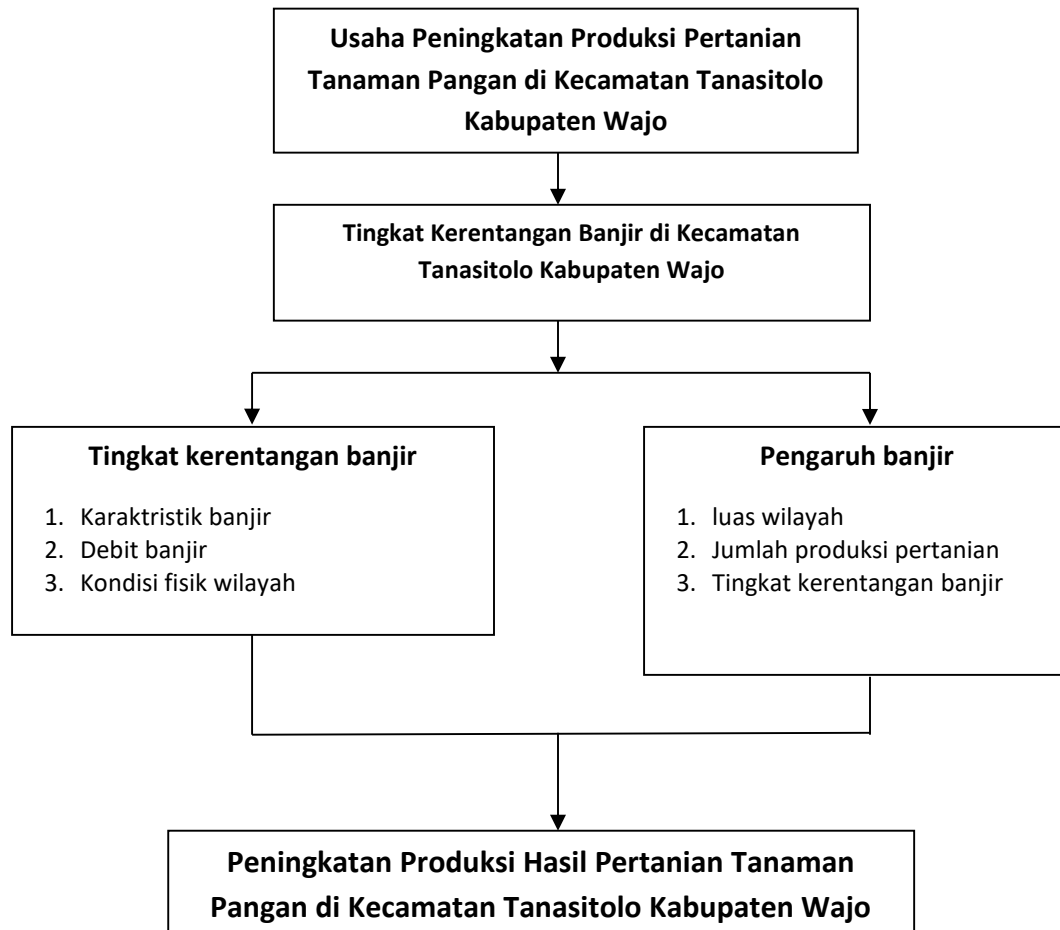 Usaha Peningkatan Produksi Pertanian
Tanaman Pangan di Kecamatan Tanasitolo
Kabupaten Wajo
Tingkat Kerentangan Banjir di Kecamatan
Tanasitolo Kabupaten Wajo
Tingkat kerentangan banjir
1. Karaktristik banjir
2. Debit banjir
3. Kondisi fisik wilayah
Pengaruh banjir
1. luas wilayah
2. Jumlah produksi pertanian
3. Tingkat kerentangan banjir
Peningkatan Produksi Hasil Pertanian Tanaman
Pangan di Kecamatan Tanasitolo Kabupaten Wajo